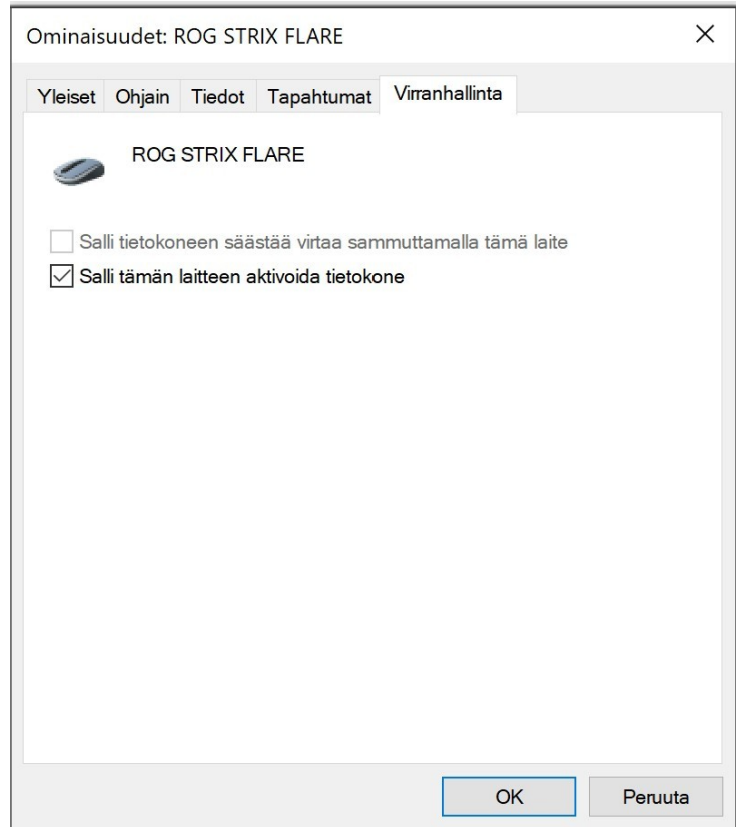 Ominaisuudet: ROG STRIX FLARE
Yleiset Ohjain Tiedot Tapahtumat Virranhallinta
ROG STRIX FLARE
Salli tietokoneen säästää virtaa sammuttamalla tämä laite
Salli tämän laitteen aktivoida tietokone
OK Peruuta